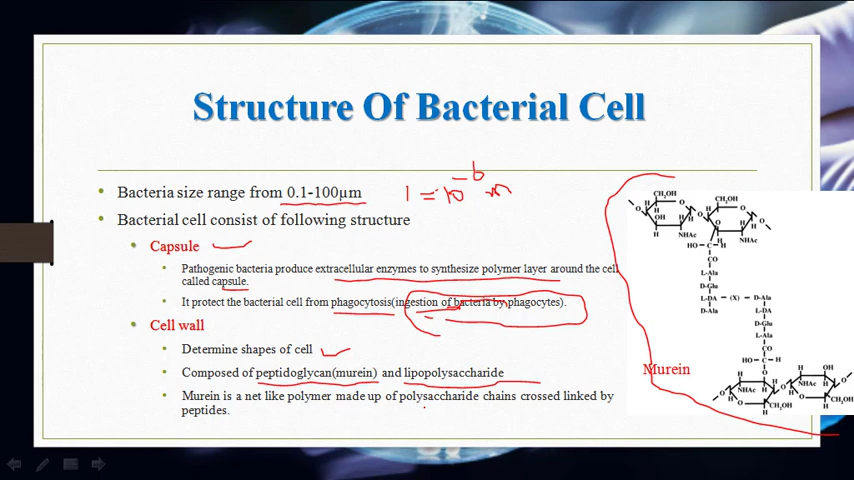 Structure Of Bacterial Cell
• Bacteria size range from 0.1-100µm
1 = 10 -6 m
• Bacterial cell consist of following structure
• Capsule
• Pathogenic bacteria produce extracellular enzymes to synthesize polymer layer around the cell
called capsule.
• It protect the bacterial cell from phagocytosis(ingestion of bacteria by phagocytes).
• Cell wall
• Determine shapes of cell
• Composed of peptidoglycan(murein) and lipopolysaccharide
• Murein is a net like polymer made up of polysaccharide chains crossed linked by
peptides.
CH₂OH CH₂OH
NHAc NHAc
HO C H
CO
L-Ala
D-Glu
L-DA (X) D-Ala
D-Ala L-DA
D-Glu
L-Ala
CO
HO C H
Murein
NHAc NHAc OH
CH₂OH CH₂OH